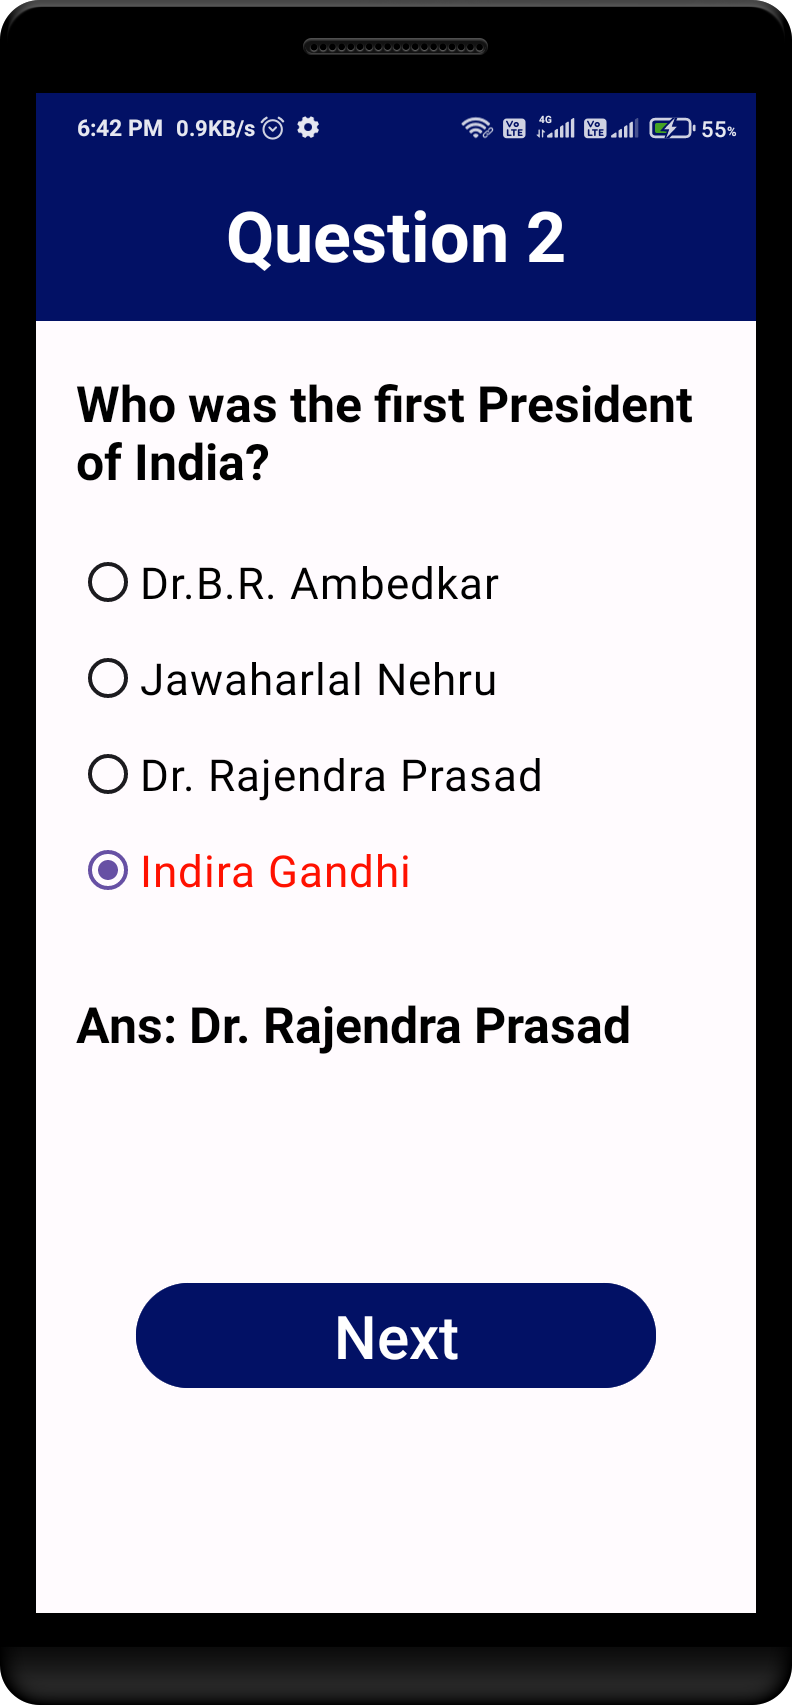 6:42 PM 0.9KB/s Vo LTE 4G Vo LTE 55%
Question 2
Who was the first President
of India?
Dr.B.R. Ambedkar
Jawaharlal Nehru
Dr. Rajendra Prasad
Indira Gandhi
Ans: Dr. Rajendra Prasad
Next